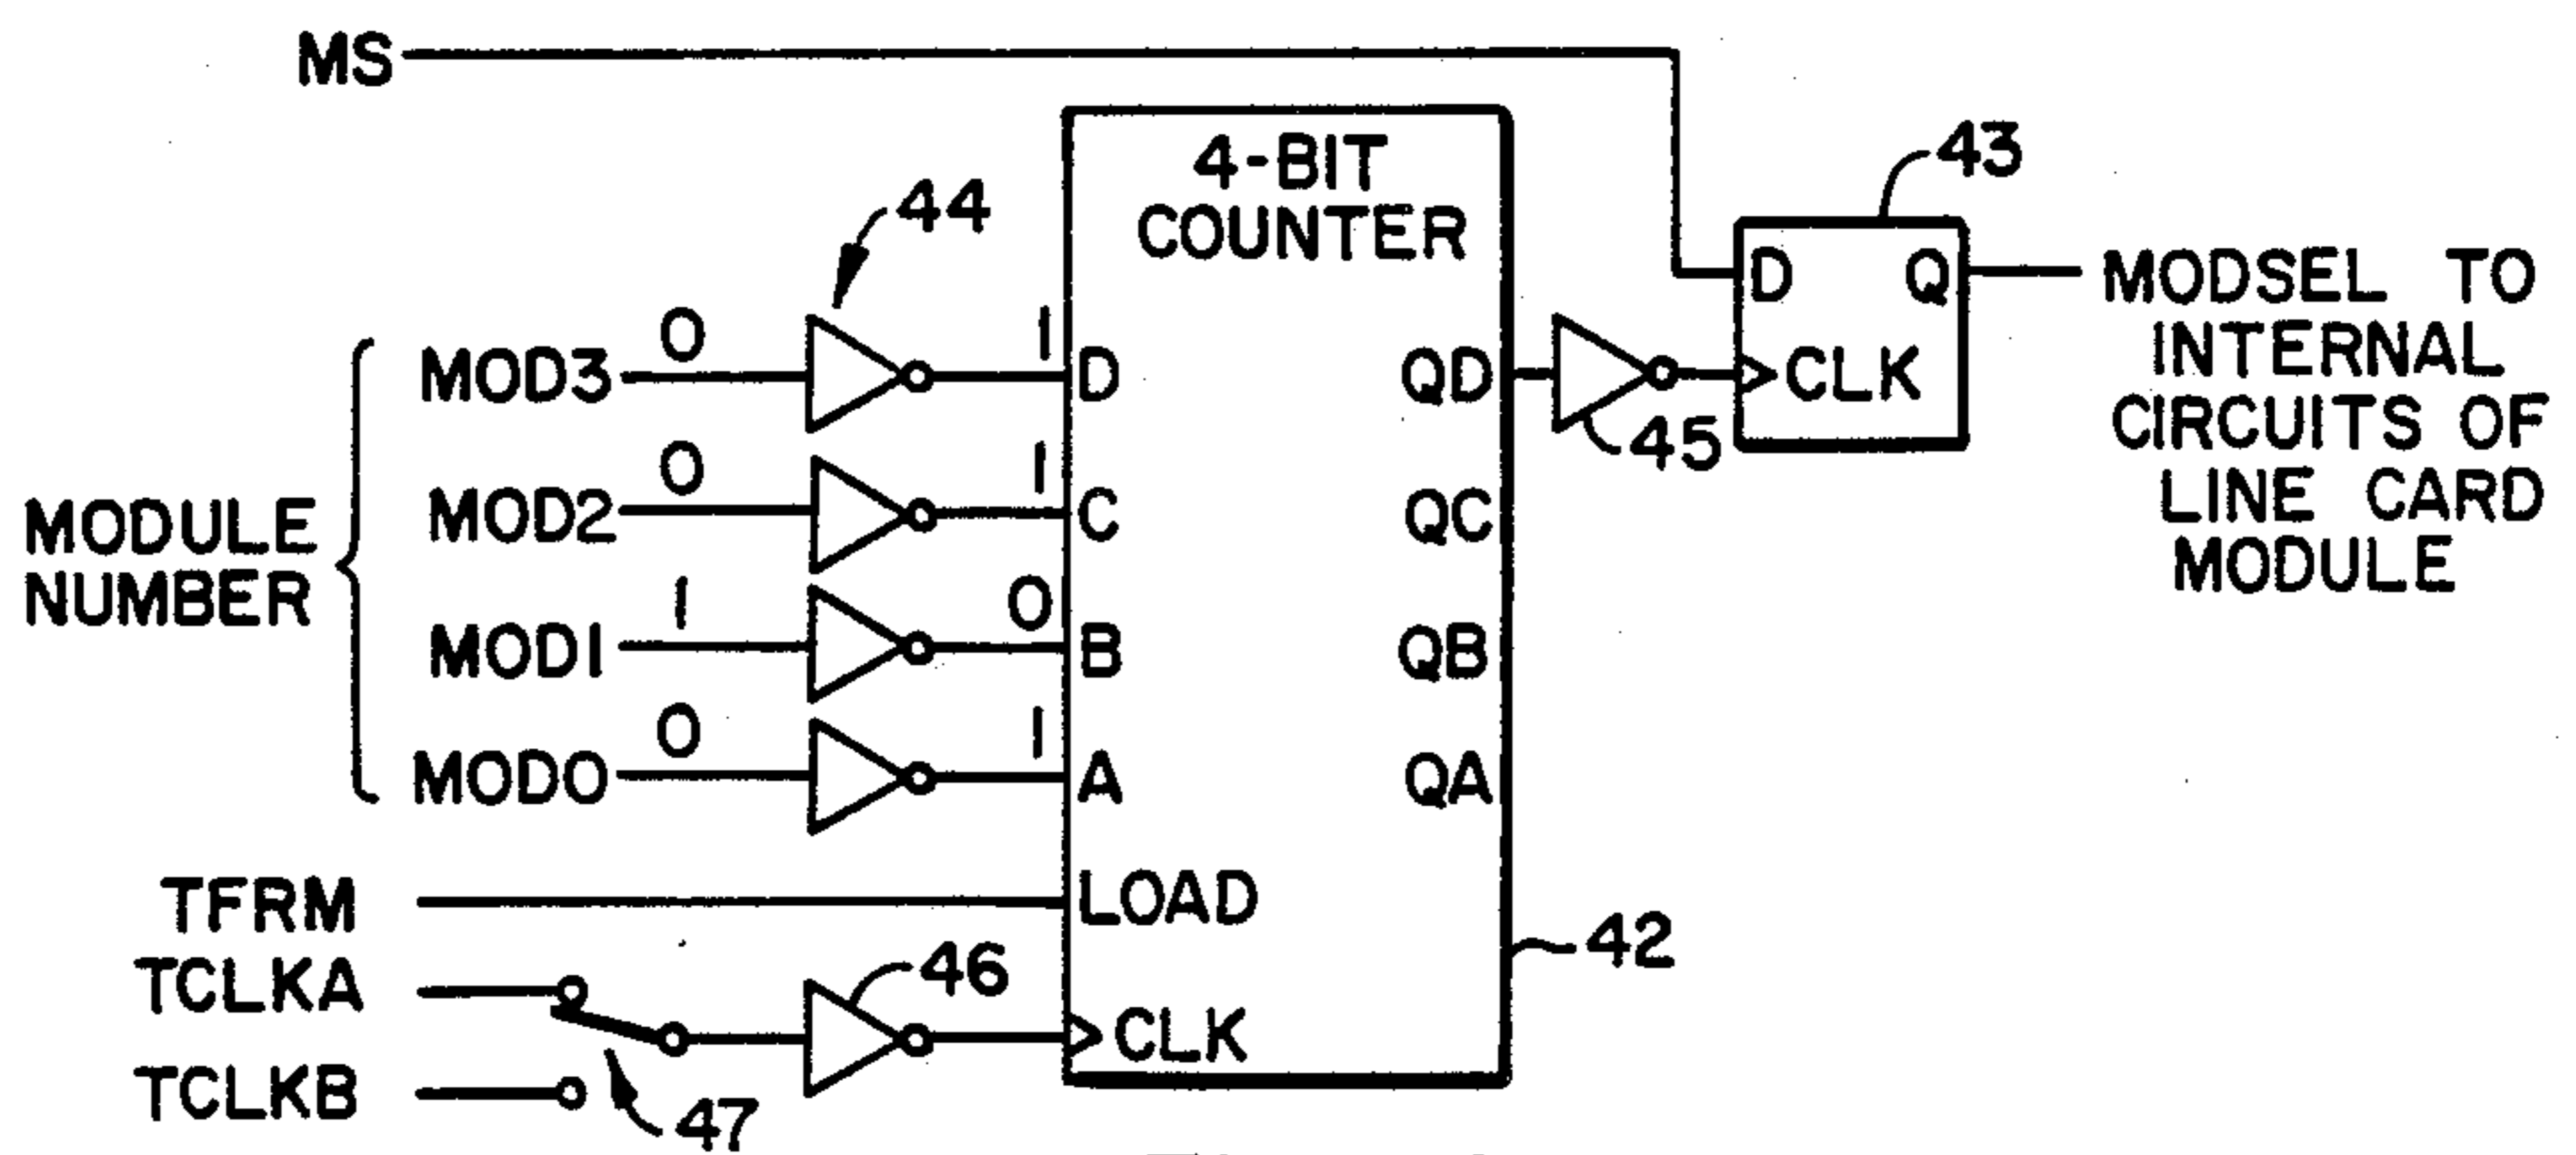 MS
4-BIT
COUNTER
43
44
D Q
MODSEL TO
INTERNAL
CIRCUITS OF
LINE CARD
MODULE
CLK
45
MODULE
NUMBER
MOD3 0 1 D QD
MOD2 0 1 C QC
MOD1 1 0 B QB
MOD0 0 1 A QA
TFRM LOAD
42
TCLKA
46
CLK
TCLKB
47